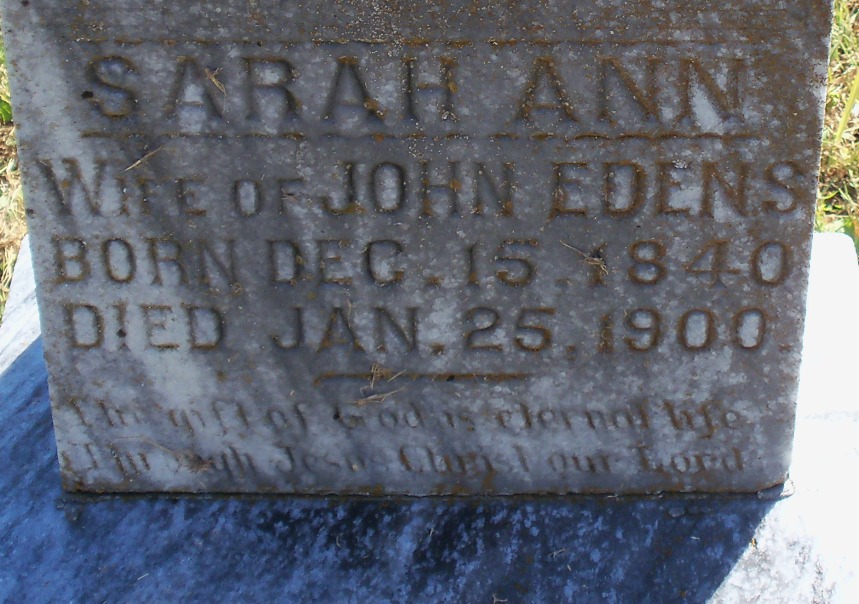 SARAH ANN
WIFE OF JOHN EDENS
BORN DEC. 15. 1840
DIED JAN. 25. 1900
The gift of God is eternal life
Through Jesus Christ our Lord